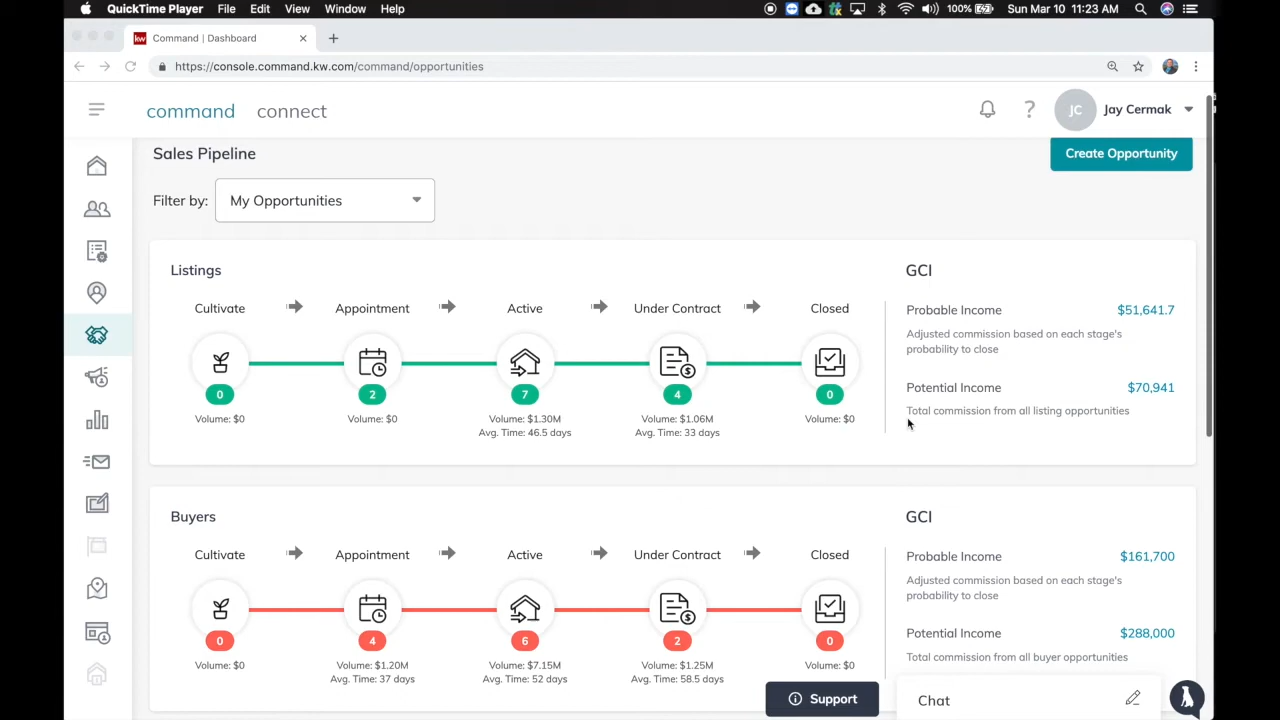 QuickTime Player File Edit View Window Help 100% Sun Mar 10 11:23 AM
kw Command | Dashboard
https://console.command.kw.com/command/opportunities
command connect ? JC Jay Cermak
Sales Pipeline Create Opportunity
Filter by: My Opportunities
Listings GCI
Cultivate Appointment Active Under Contract Closed
Probable Income $51,641.7
Adjusted commission based on each stage's
probability to close
0 2 7 4 0
Potential Income $70,941
Total commission from all listing opportunities
Volume: $0 Volume: $0 Volume: $1.30M Volume: $1.06M Volume: $0
Avg. Time: 46.5 days Avg. Time: 33 days
Buyers GCI
Cultivate Appointment Active Under Contract Closed
Probable Income $161,700
Adjusted commission based on each stage's
probability to close
0 4 6 2 0
Potential Income $288,000
Total commission from all buyer opportunities
Volume: $0 Volume: $1.20M Volume: $7.15M Volume: $1.25M Volume: $0
Avg. Time: 37 days Avg. Time: 52 days Avg. Time: 58.5 days
Support Chat